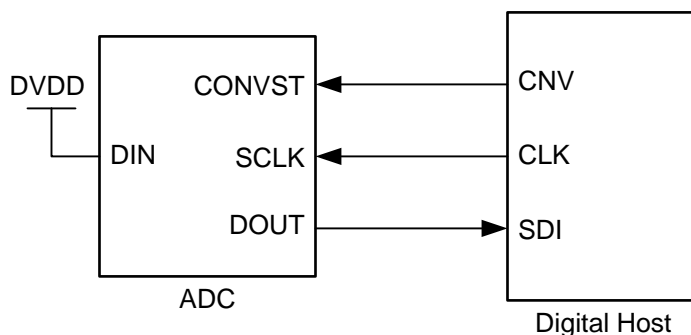 DVDD
CONVST
CNV
DIN
SCLK
CLK
DOUT
SDI
ADC
Digital Host